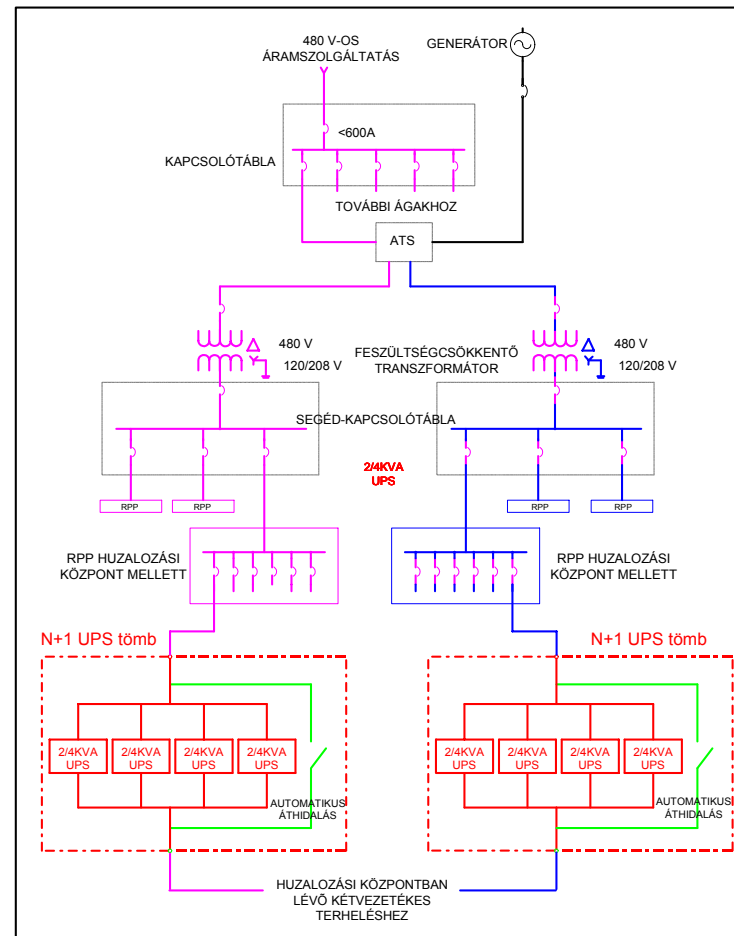 480 V-OS
ÁRAMSZOLGÁLTATÁS
GENERÁTOR
<600A
KAPCSOLÓTÁBLA
TOVÁBBI ÁGAKHOZ
ATS
480 V
120/208 V
FESZÜLTSÉGCSÖKKENTŐ
TRANSZFORMÁTOR
480 V
120/208 V
SEGÉD-KAPCSOLÓTÁBLA
2/4KVA
UPS
RPP
RPP
RPP
RPP
RPP HUZALOZÁSI
KÖZPONT MELLETT
RPP HUZALOZÁSI
KÖZPONT MELLETT
N+1 UPS tömb
N+1 UPS tömb
2/4KVA
UPS
2/4KVA
UPS
2/4KVA
UPS
2/4KVA
UPS
AUTOMATIKUS
ÁTHIDALÁS
2/4KVA
UPS
2/4KVA
UPS
2/4KVA
UPS
2/4KVA
UPS
AUTOMATIKUS
ÁTHIDALÁS
HUZALOZÁSI KÖZPONTBAN
LÉVÕ KÉTVEZETÉKES
TERHELÉSHEZ